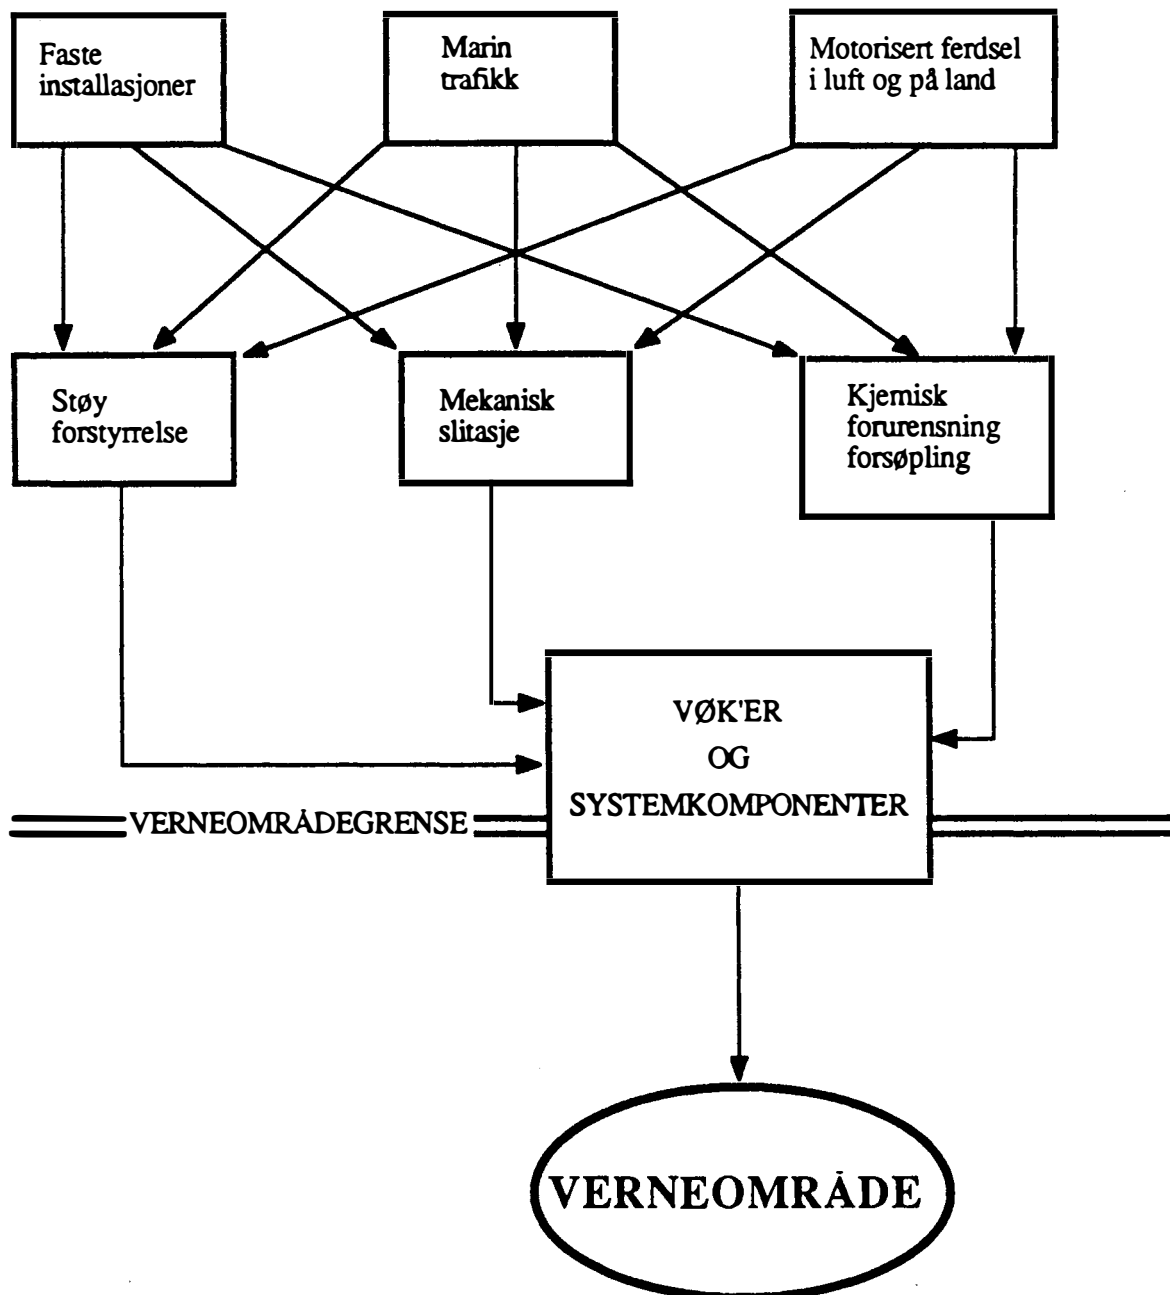 Faste
installasjoner
Marin
trafikk
Motorisert ferdsel
i luft og på land
Støy
forstyrrelse
Mekanisk
slitasje
Kjemisk
forurensning
forsøpling
VØK'ER
OG
SYSTEMKOMPONENTER
VERNEOMRÅDEGRENSE
VERNEOMRÅDE